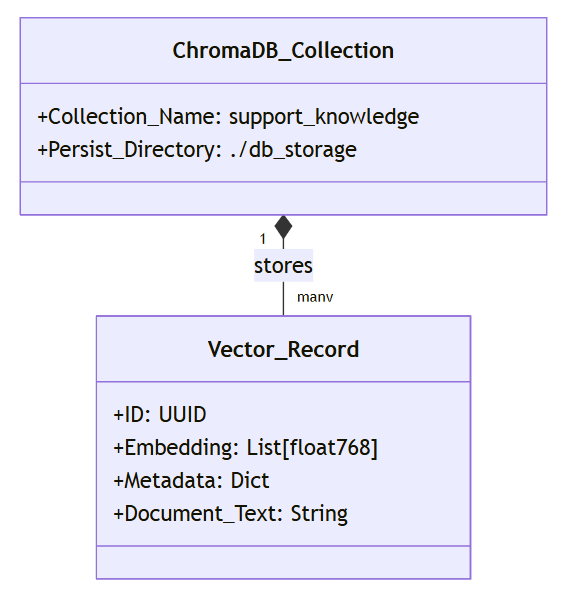 ChromaDB_Collection
+Collection_Name: support_knowledge
+Persist_Directory: ./db_storage
1
stores
many
Vector_Record
+ID: UUID
+Embedding: List[float768]
+Metadata: Dict
+Document_Text: String